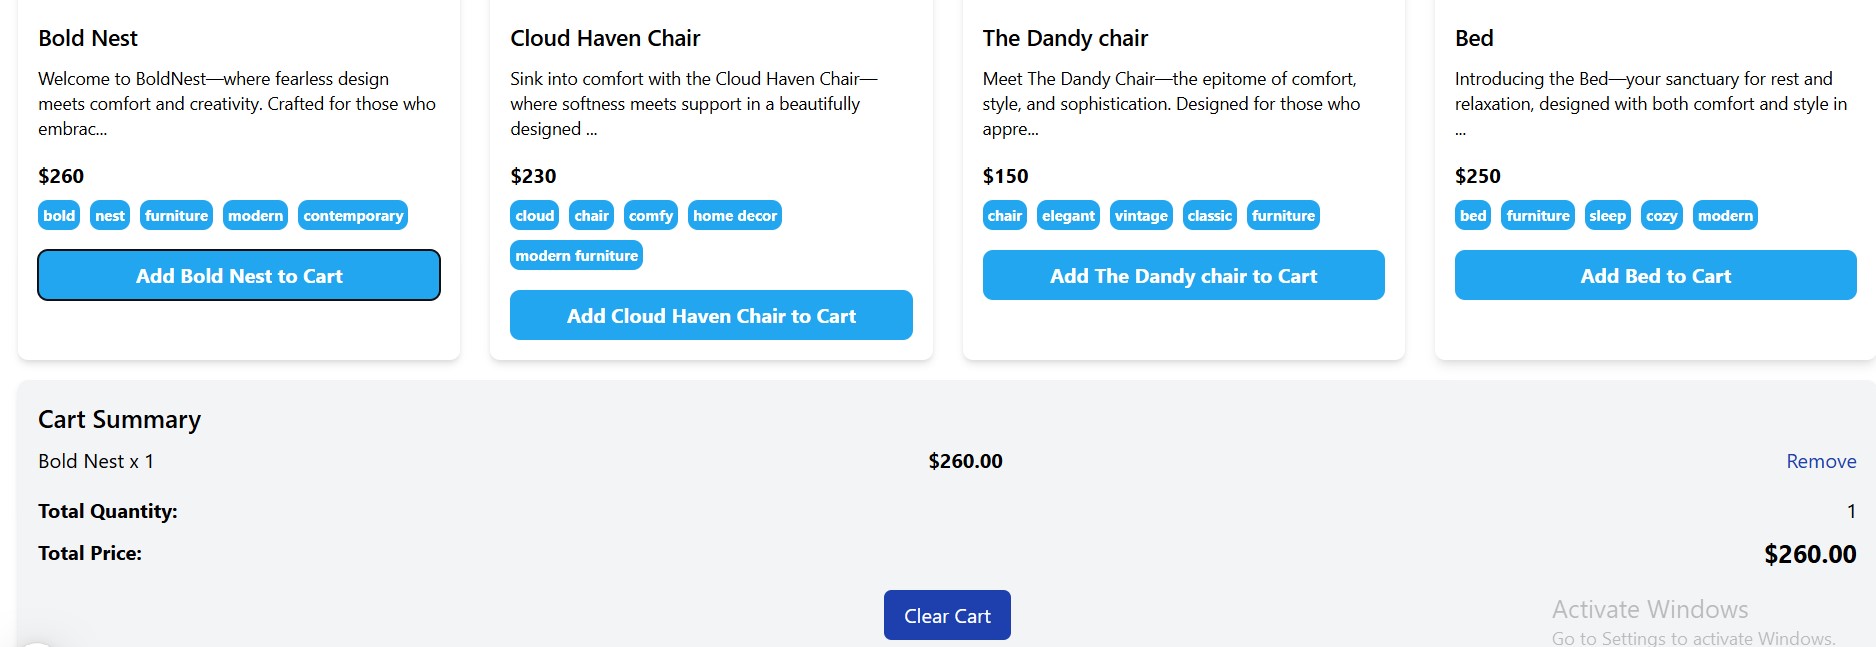 Bold Nest
Welcome to BoldNest—where fearless design
meets comfort and creativity. Crafted for those who
embrac...
$260
bold nest furniture modern contemporary
Add Bold Nest to Cart
Cloud Haven Chair
Sink into comfort with the Cloud Haven Chair—
where softness meets support in a beautifully
designed ...
$230
cloud chair comfy home decor
modern furniture
Add Cloud Haven Chair to Cart
The Dandy chair
Meet The Dandy Chair—the epitome of comfort,
style, and sophistication. Designed for those who
appre...
$150
chair elegant vintage classic furniture
Add The Dandy chair to Cart
Bed
Introducing the Bed—your sanctuary for rest and
relaxation, designed with both comfort and style in
...
$250
bed furniture sleep cozy modern
Add Bed to Cart
Cart Summary
Bold Nest x 1 $260.00 Remove
Total Quantity: 1
Total Price: $260.00
Clear Cart
Activate Windows
Go to Settings to activate Windows.